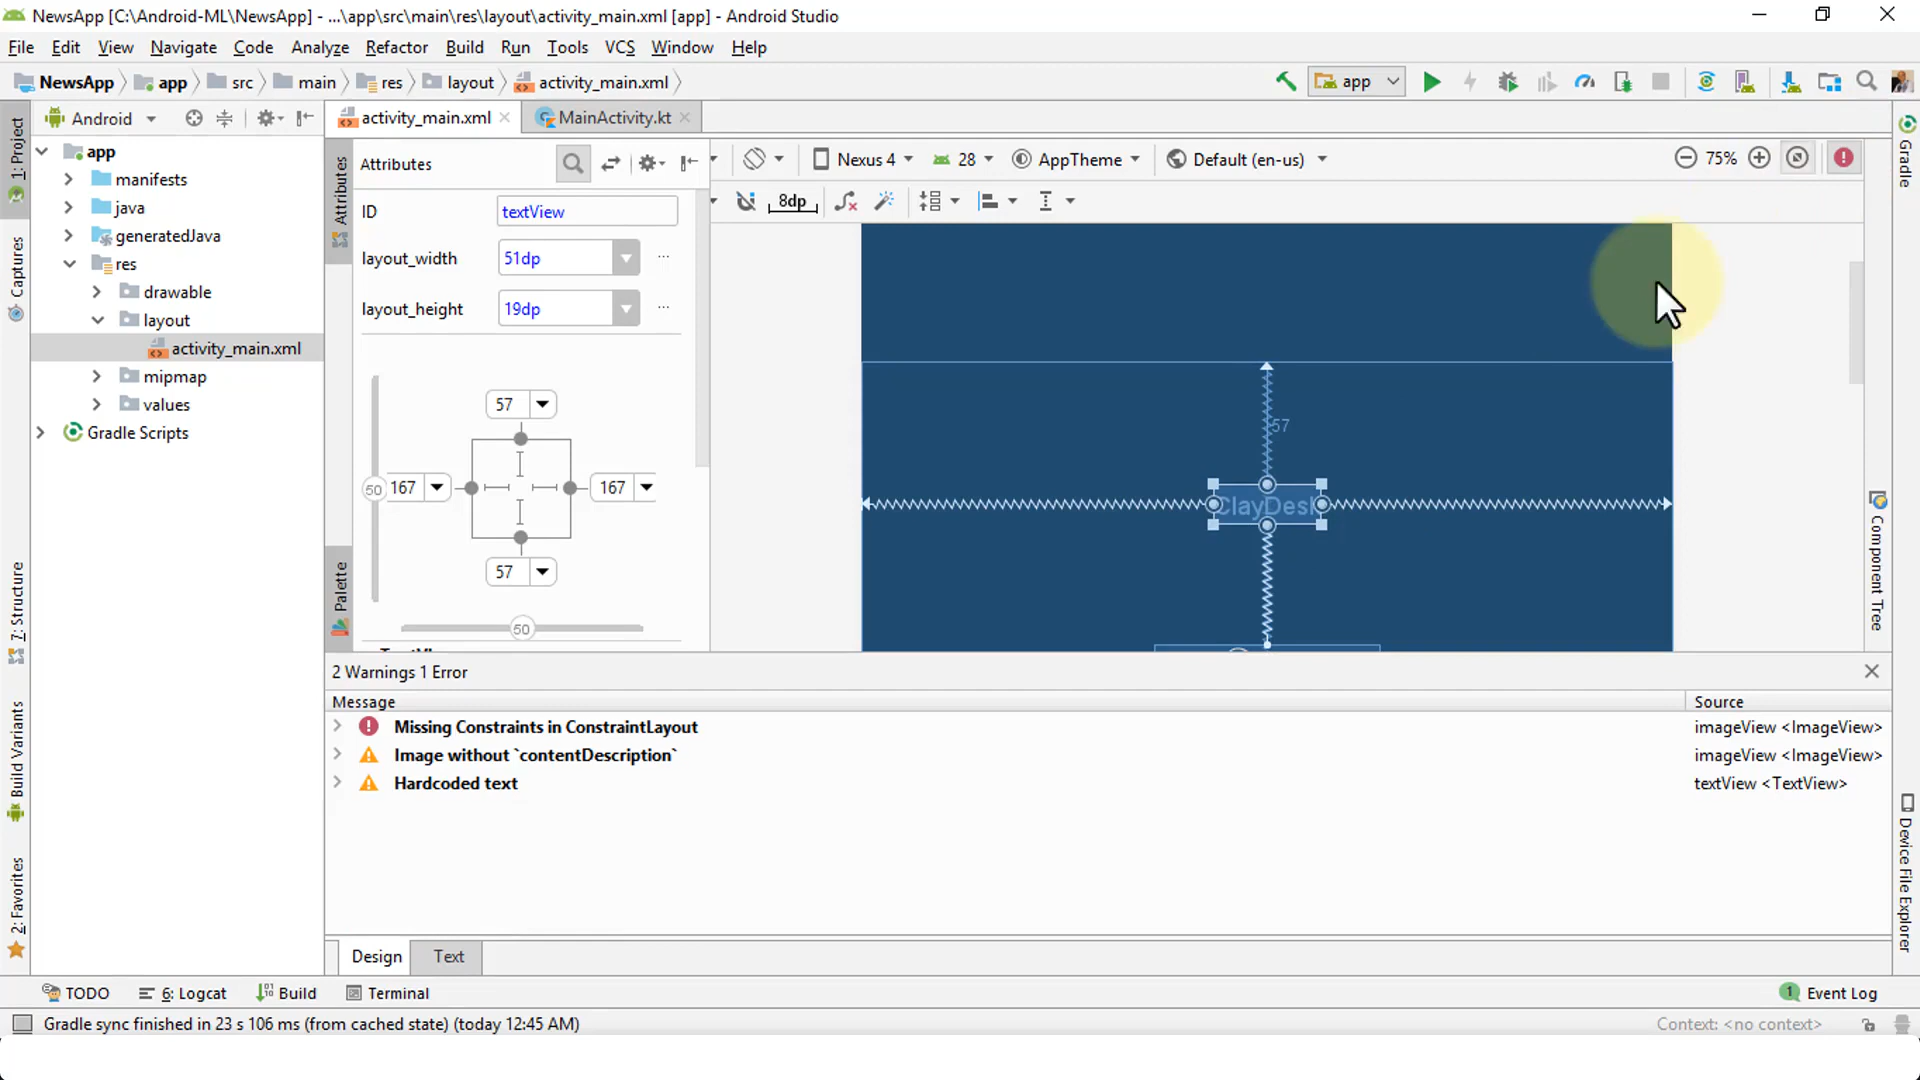 NewsApp [C:\Android-ML\NewsApp] - ...\app\src\main\res\layout\activity_main.xml [app] - Android Studio
File Edit View Navigate Code Analyze Refactor Build Run Tools VCS Window Help
NewsApp app src main res layout activity_main.xml app
1: Project
Captures
7: Structure
Build Variants
2: Favorites
Android
app
manifests
java
generatedJava
res
drawable
layout
activity_main.xml
mipmap
values
Gradle Scripts
activity_main.xml MainActivity.kt
Attributes
Palette
Attributes
ID textView
layout_width 51dp ...
layout_height 19dp ...
57
50 167 167
57
50
Nexus 4 28 AppTheme Default (en-us) 75%
8dp
57
ClayDesk
Gradle
Component Tree
Device File Explorer
2 Warnings 1 Error
Message Source
Missing Constraints in ConstraintLayout imageView <ImageView>
Image without `contentDescription` imageView <ImageView>
Hardcoded text textView <TextView>
Design Text
TODO 6: Logcat Build Terminal 1 Event Log
Gradle sync finished in 23 s 106 ms (from cached state) (today 12:45 AM) Context: <no context>